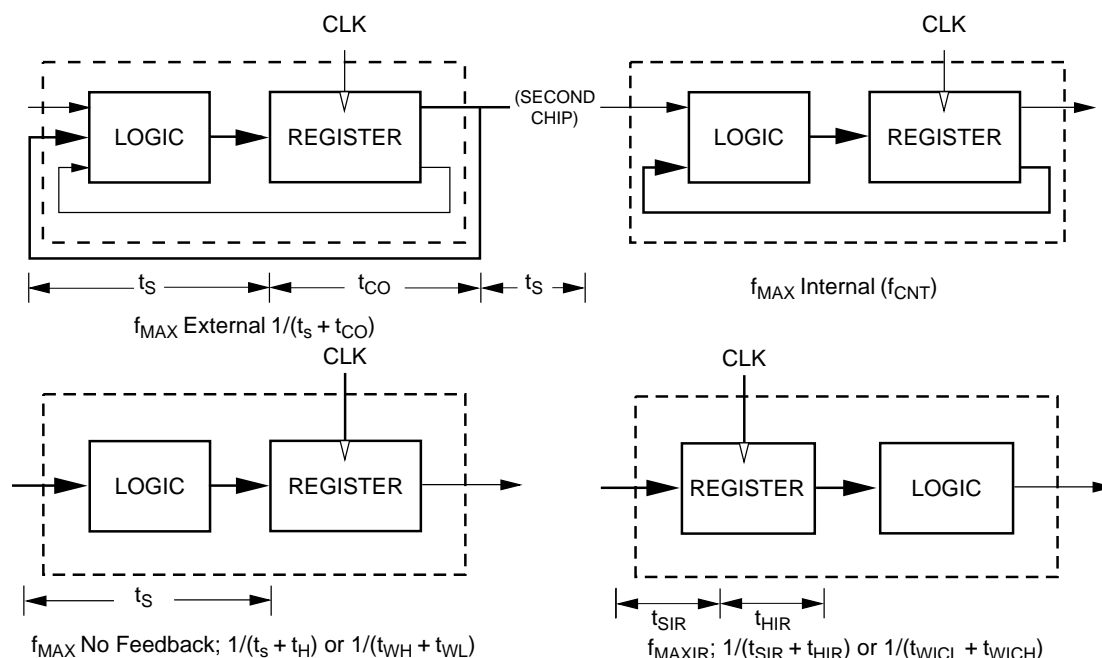 CLK
LOGIC
REGISTER
(SECOND
CHIP)
tS
tCO
tS
fMAX External 1/(ts + tCO)
CLK
LOGIC
REGISTER
fMAX Internal (fCNT)
CLK
LOGIC
REGISTER
tS
fMAX No Feedback; 1/(ts + tH) or 1/(tWH + tWL)
CLK
REGISTER
LOGIC
tSIR
tHIR
fMAXIR; 1/(tSIR + tHIR) or 1/(tWICL + tWICH)